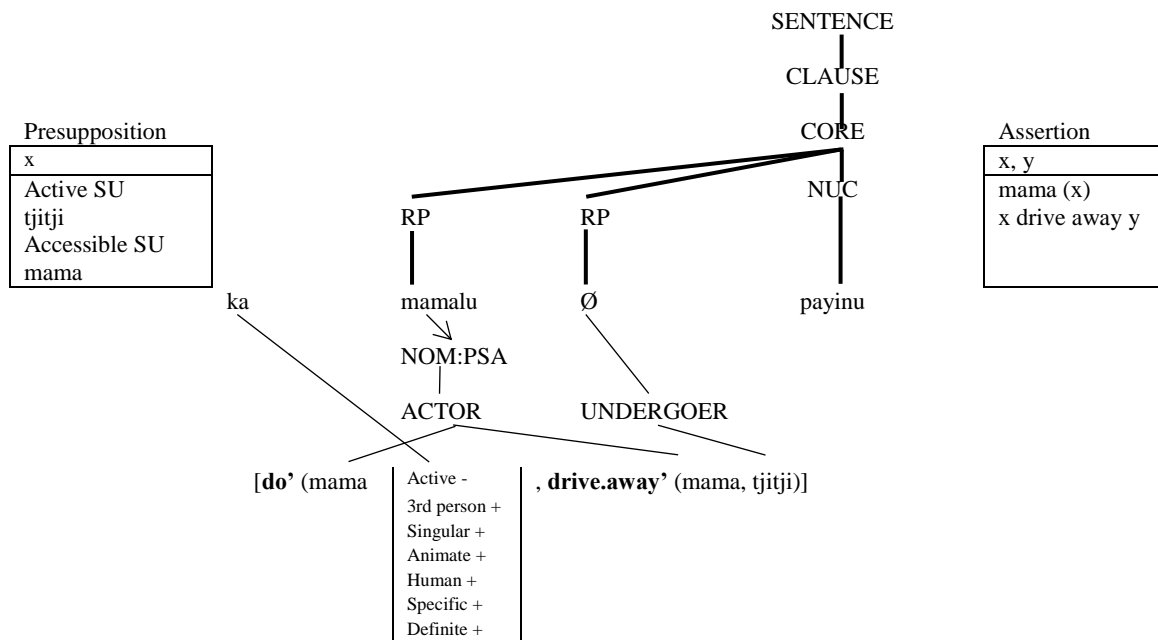 SENTENCE
CLAUSE
CORE
Presupposition
x
Active SU
tjitji
Accessible SU
mama
Assertion
x, y
mama (x)
x drive away y
NUC
RP RP
ka mamalu Ø payinu
NOM:PSA
ACTOR UNDERGOER
[do’ (mama Active - , drive.away’ (mama, tjitji)]
3rd person +
Singular +
Animate +
Human +
Specific +
Definite +